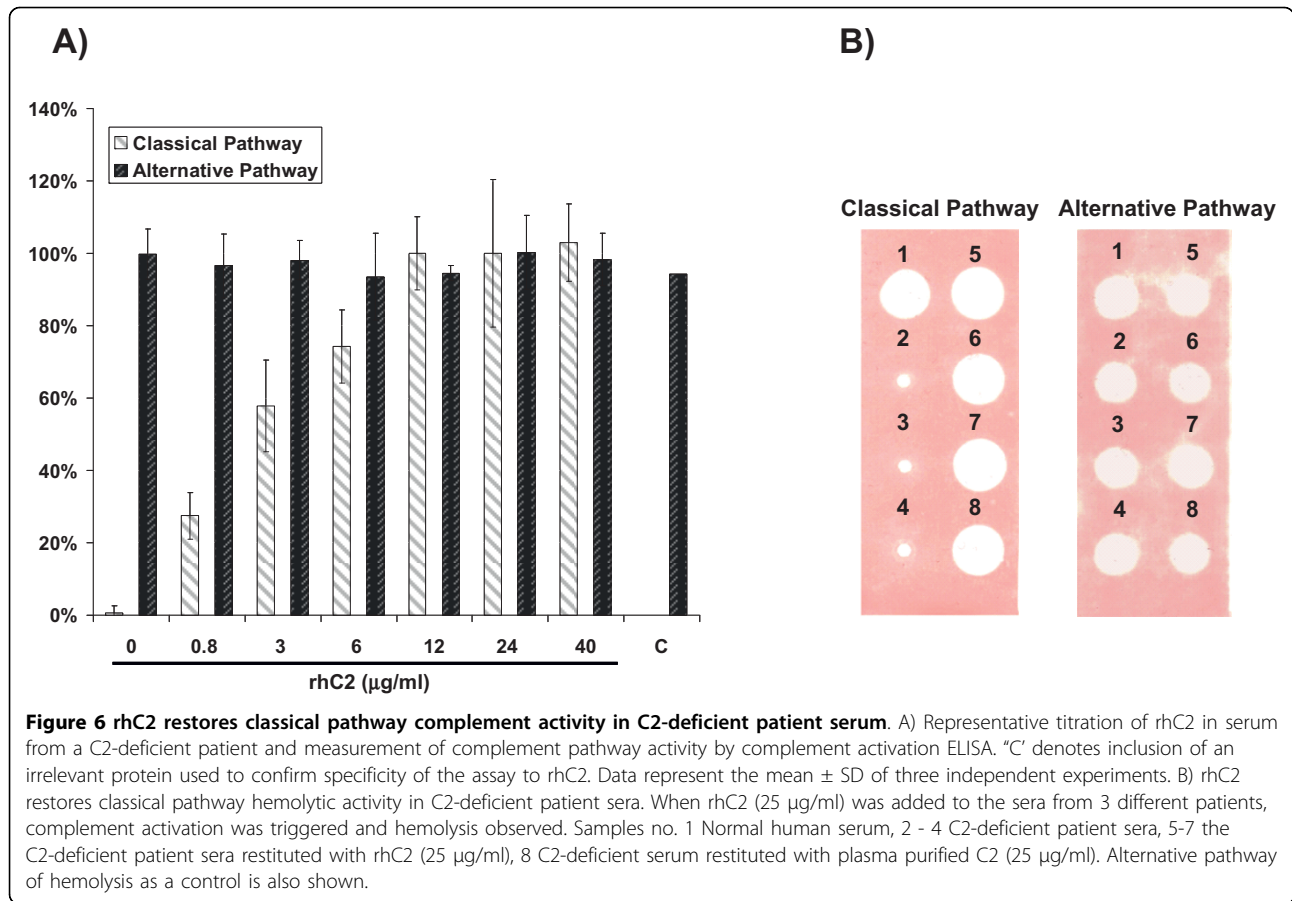 A)
140%
120%
100%
80%
60%
40%
20%
0%
Classical Pathway
Alternative Pathway
0 0.8 3 6 12 24 40 C
rhC2 (µg/ml)
B)
Classical Pathway Alternative Pathway
1 5 1 5
2 6 2 6
3 7 3 7
4 8 4 8
Figure 6 rhC2 restores classical pathway complement activity in C2-deficient patient serum. A) Representative titration of rhC2 in serum
from a C2-deficient patient and measurement of complement pathway activity by complement activation ELISA. “C’ denotes inclusion of an
irrelevant protein used to confirm specificity of the assay to rhC2. Data represent the mean ± SD of three independent experiments. B) rhC2
restores classical pathway hemolytic activity in C2-deficient patient sera. When rhC2 (25 µg/ml) was added to the sera from 3 different patients,
complement activation was triggered and hemolysis observed. Samples no. 1 Normal human serum, 2 - 4 C2-deficient patient sera, 5-7 the
C2-deficient patient sera restituted with rhC2 (25 µg/ml), 8 C2-deficient serum restituted with plasma purified C2 (25 µg/ml). Alternative pathway
of hemolysis as a control is also shown.